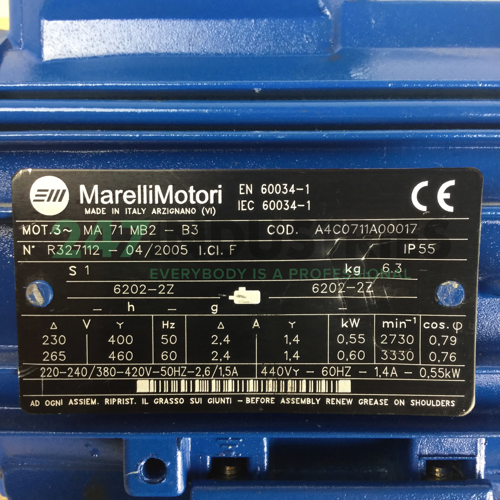 MarelliMotori
MADE IN ITALY ARZIGNANO (VI)
EN 60034-1
IEC 60034-1
CE
MOT. 3~ MA 71 MB2 - B3 COD. A4C0711A00017
N° R327112 - 04/2005 I.CI. F IP 55
S 1 kg 6.3
EVERYBODY IS A PROFESSIONAL
6202-2Z 6202-2Z
- h - g -
Δ V Y Hz Δ A Y kW min⁻¹ cos. φ
230 400 50 2,4 1,4 0,55 2730 0,79
265 460 60 2,4 1,4 0,60 3330 0,76
220-240/380-420V-50HZ-2,6/1,5A 440VY - 60HZ - 1,4A - 0,55kW
AD OGNI ASSIEM. RIPRIST. IL GRASSO SUI GIUNTI - BEFORE ASSEMBLY RENEW GREASE ON SHOULDERS